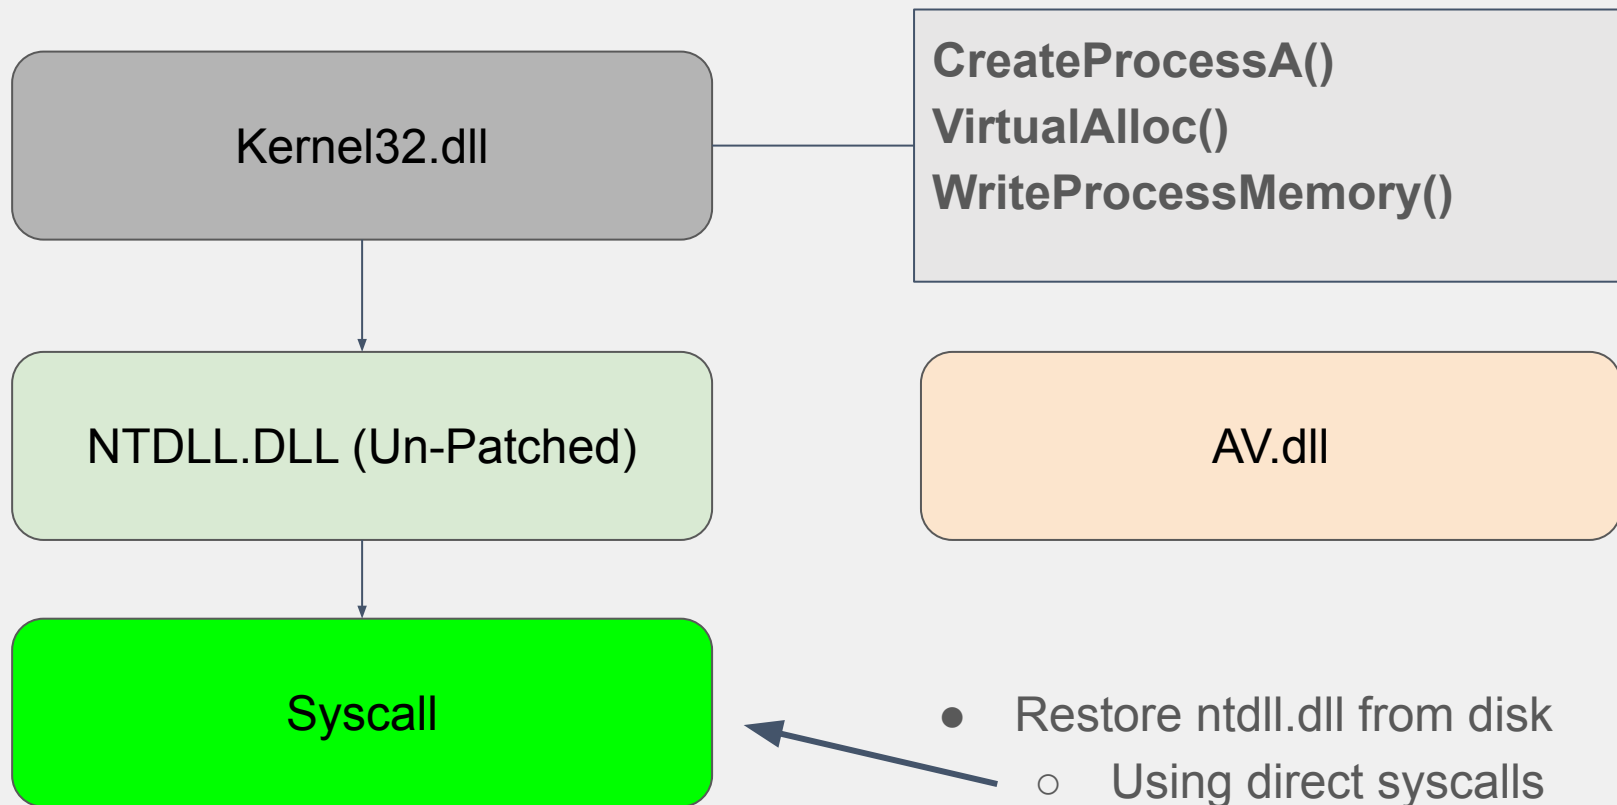 Kernel32.dll
CreateProcessA()
VirtualAlloc()
WriteProcessMemory()
NTDLL.DLL (Un-Patched)
AV.dll
Syscall
● Restore ntdll.dll from disk
○ Using direct syscalls